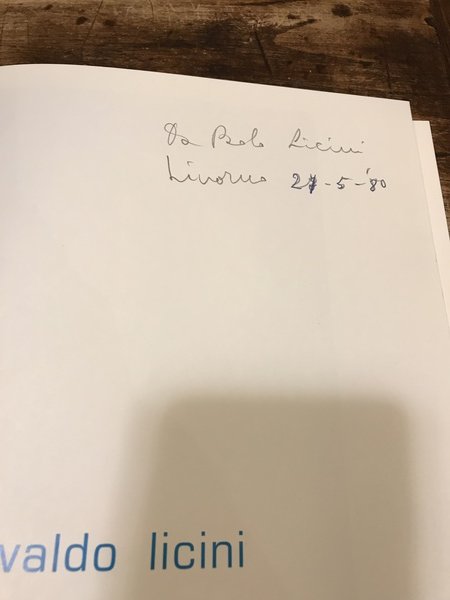 Da Paolo Licini
Livorno 27-5-'80
valdo licini